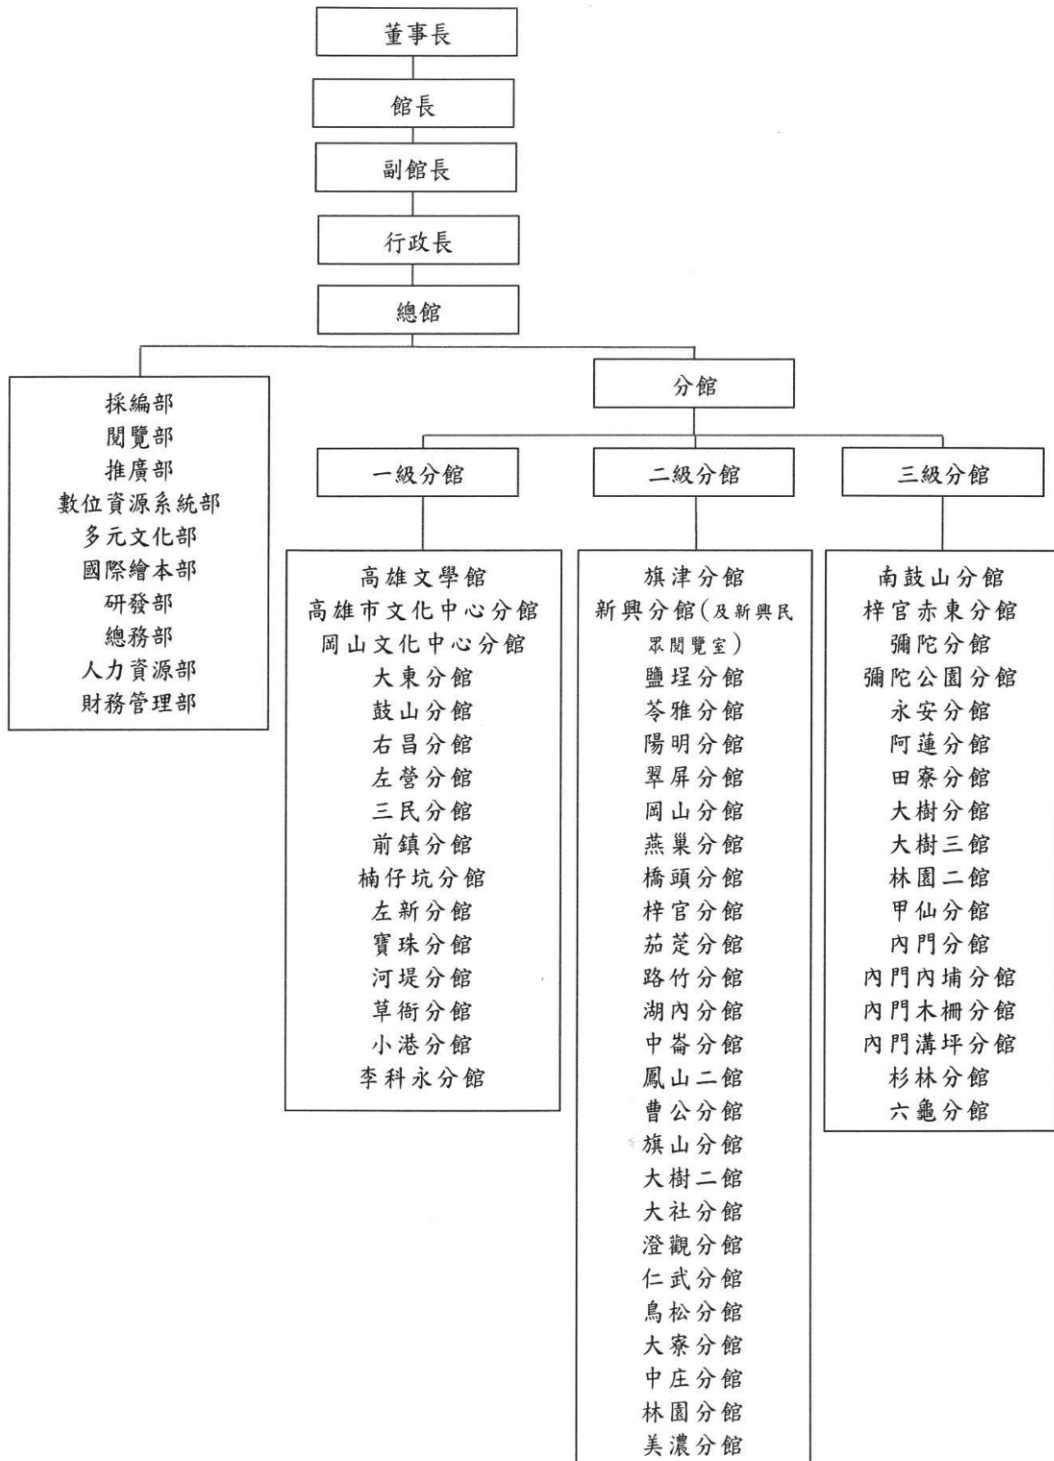 董事長
館長
副館長
行政長
總館
採編部
閱覽部
推廣部
數位資源系統部
多元文化部
國際繪本部
研發部
總務部
人力資源部
財務管理部
分館
一級分館
高雄文學館
高雄市文化中心分館
岡山文化中心分館
大東分館
鼓山分館
右昌分館
左營分館
三民分館
前鎮分館
楠仔坑分館
左新分館
寶珠分館
河堤分館
草衙分館
小港分館
李科永分館
二級分館
旗津分館
新興分館(及新興民
眾閱覽室)
鹽埕分館
苓雅分館
陽明分館
翠屏分館
岡山分館
燕巢分館
橋頭分館
梓官分館
茄萣分館
路竹分館
湖內分館
中崙分館
鳳山二館
曹公分館
旗山分館
大樹二館
大社分館
澄觀分館
仁武分館
鳥松分館
大寮分館
中庄分館
林園分館
美濃分館
三級分館
南鼓山分館
梓官赤東分館
彌陀分館
彌陀公園分館
永安分館
阿蓮分館
田寮分館
大樹分館
大樹三館
林園二館
甲仙分館
內門分館
內門內埔分館
內門木柵分館
內門溝坪分館
杉林分館
六龜分館